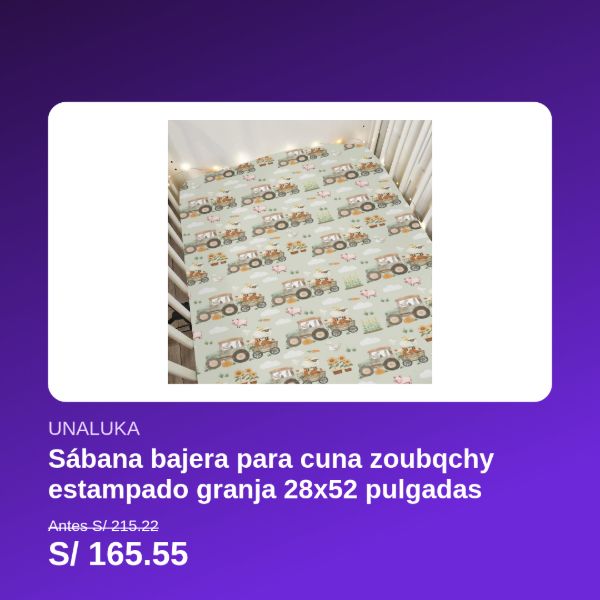 UNALUKA
Sábana bajera para cuna zoubqchy
estampado granja 28x52 pulgadas
Antes S/ 215.22
S/ 165.55